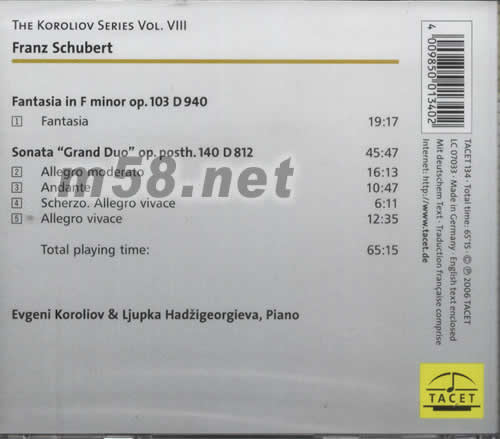 THE KOROLIOV SERIES VOL. VIII
Franz Schubert
Fantasia in F minor op. 103 D 940
1 Fantasia 19:17
Sonata “Grand Duo” op. posth. 140 D 812 45:47
2 Allegro moderato 16:13
3 Andante 10:47
4 Scherzo. Allegro vivace 6:11
5 Allegro vivace 12:35
Total playing time: 65:15
Evgeni Koroliov & Ljupka Hadžigeorgieva, Piano
m58.net
4 009850 013402
TACET 134 · Total time: 65'15 · © ℗ 2006 TACET
LC 07033 · Made in Germany · English text enclosed
Mit deutschem Text · Traduction française comprise
Internet: http://www.tacet.de
TACET